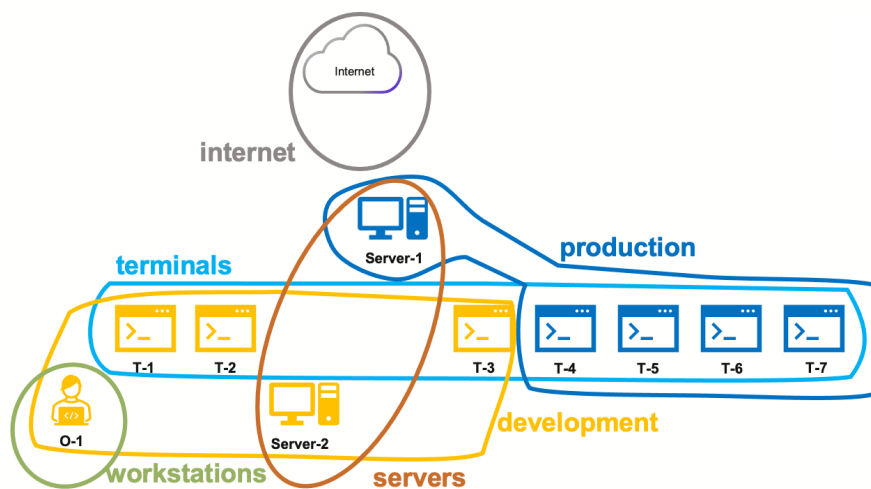 Internet
internet
Server-1
production
terminals
T-1
T-2
T-3
T-4
T-5
T-6
T-7
O-1
Server-2
development
workstations
servers